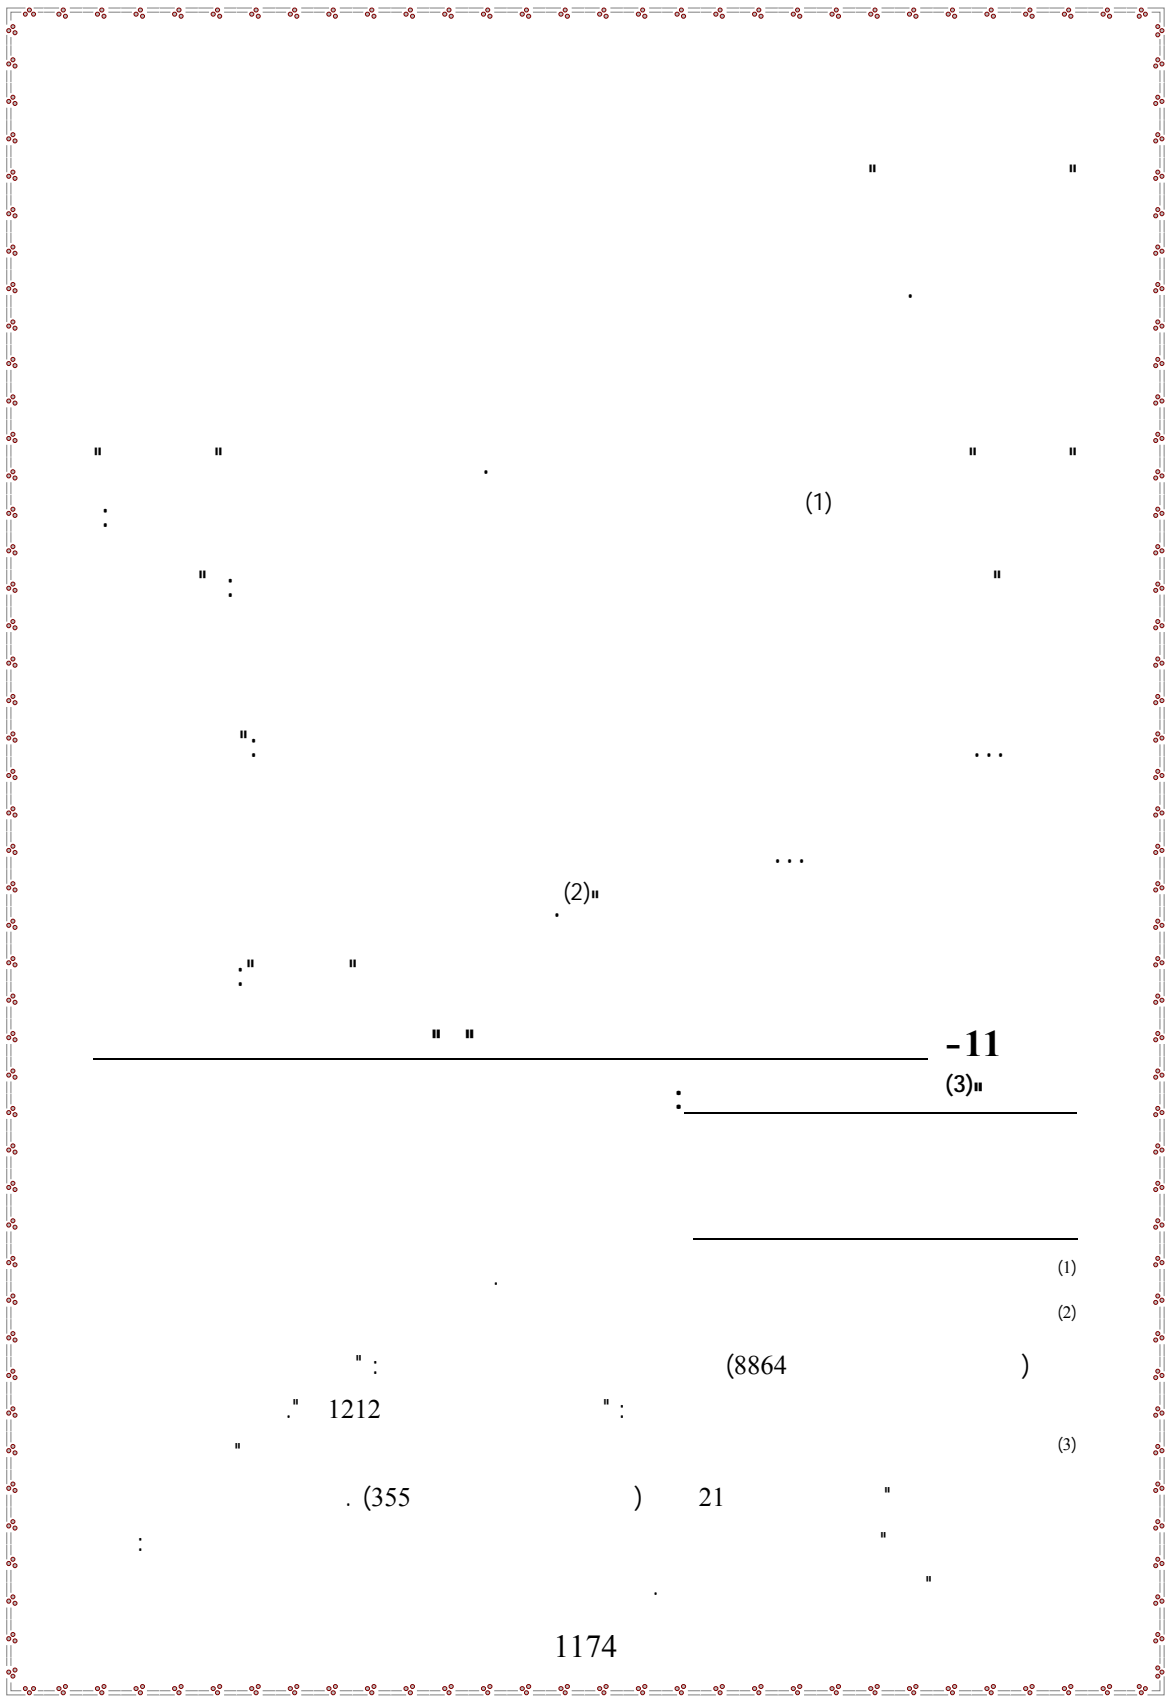 " "
.
" " . " "
(1) :
" : "
... :"
...
"(2).
" ":
11- " "
"(3):
(1) .
(2)
(8864 ) : "
: " 1212 ".
(3) "
" 21 (355 ) .
" :
" .
1174